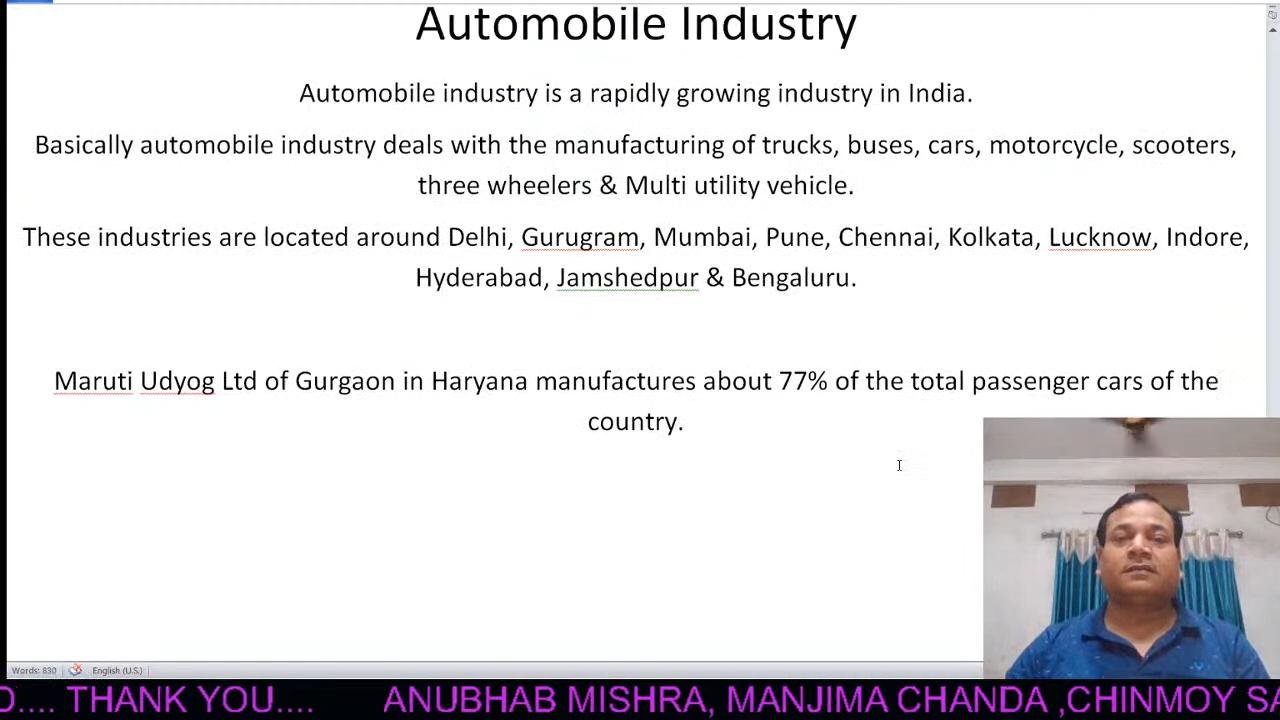 Automobile Industry
Automobile industry is a rapidly growing industry in India.
Basically automobile industry deals with the manufacturing of trucks, buses, cars, motorcycle, scooters,
three wheelers & Multi utility vehicle.
These industries are located around Delhi, Gurugram, Mumbai, Pune, Chennai, Kolkata, Lucknow, Indore,
Hyderabad, Jamshedpur & Bengaluru.
Maruti Udyog Ltd of Gurgaon in Haryana manufactures about 77% of the total passenger cars of the
country.
Words: 830 English (U.S.)
.... THANK YOU.... ANUBHAB MISHRA, MANJIMA CHANDA ,CHINMOY